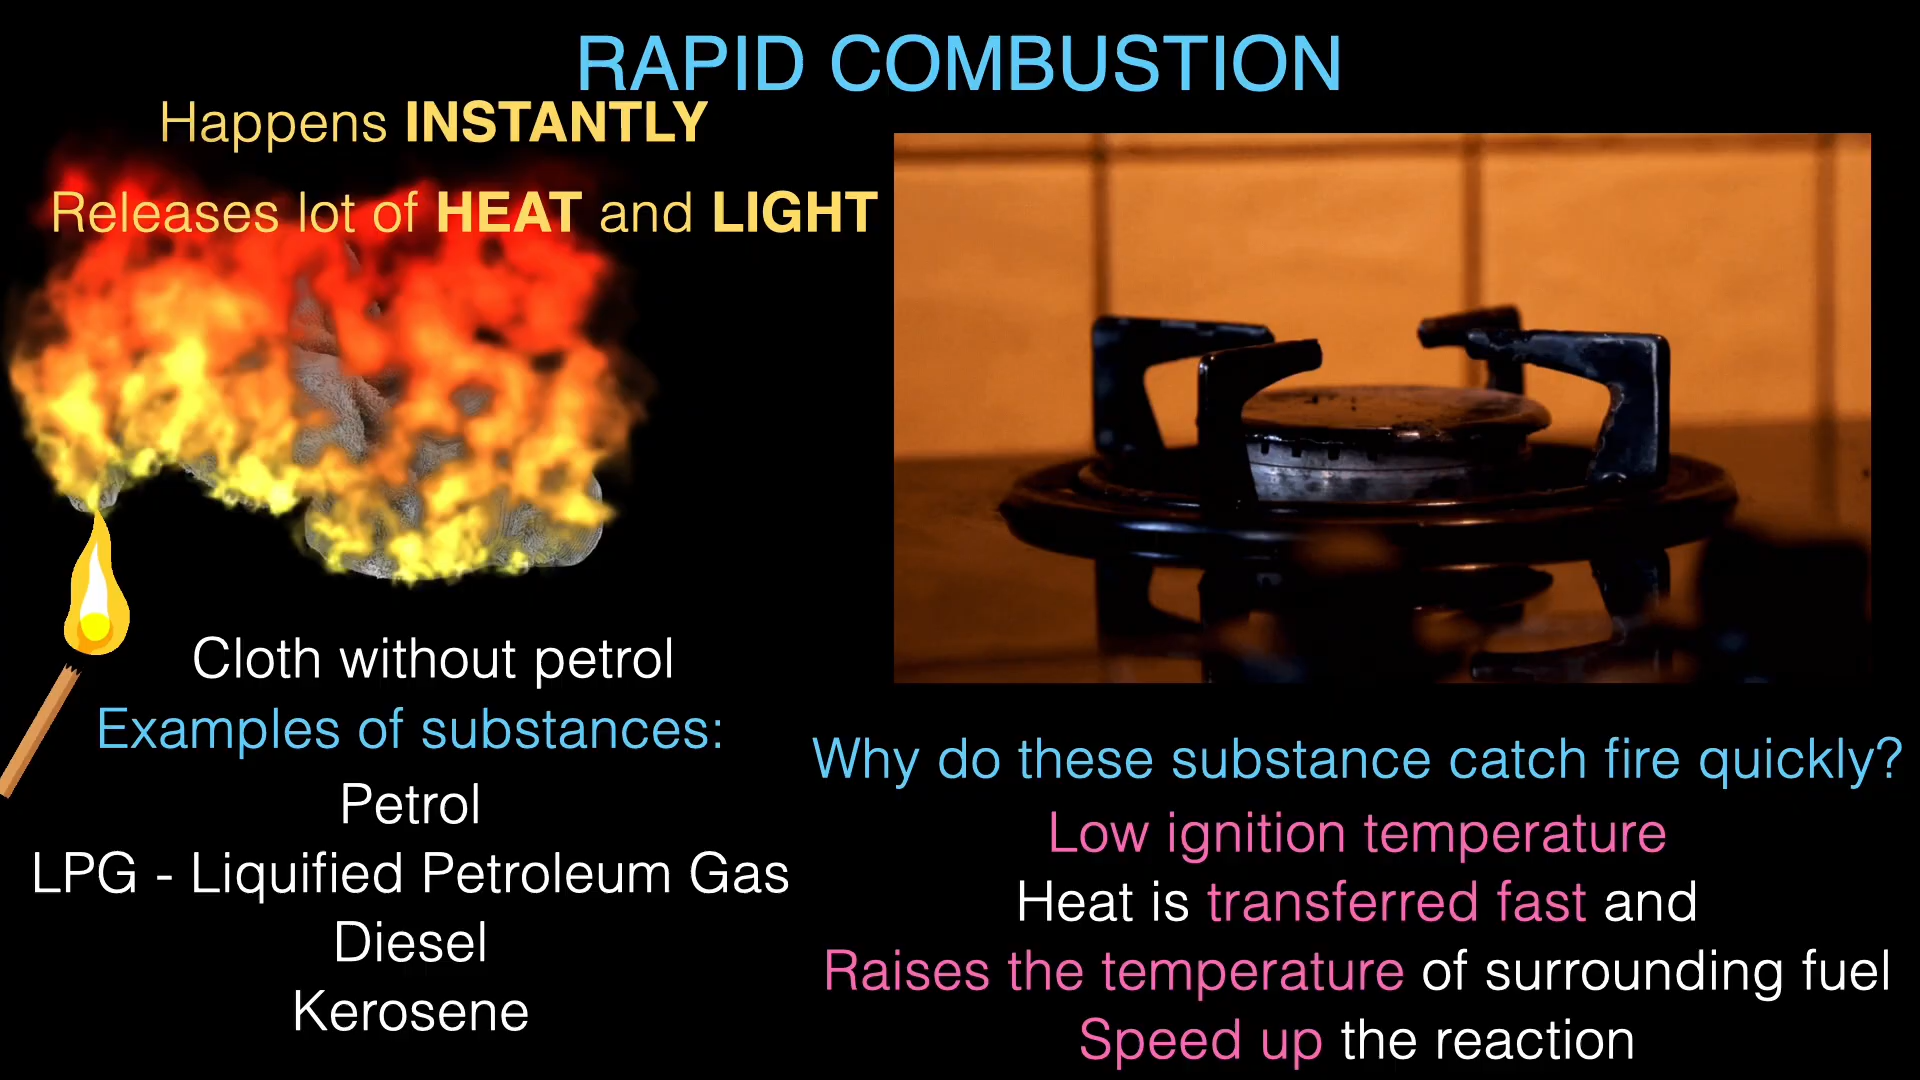 RAPID COMBUSTION
Happens INSTANTLY
Releases lot of HEAT and LIGHT
Cloth without petrol
Examples of substances:
Petrol
LPG - Liquified Petroleum Gas
Diesel
Kerosene
Why do these substance catch fire quickly?
Low ignition temperature
Heat is transferred fast and
Raises the temperature of surrounding fuel
Speed up the reaction